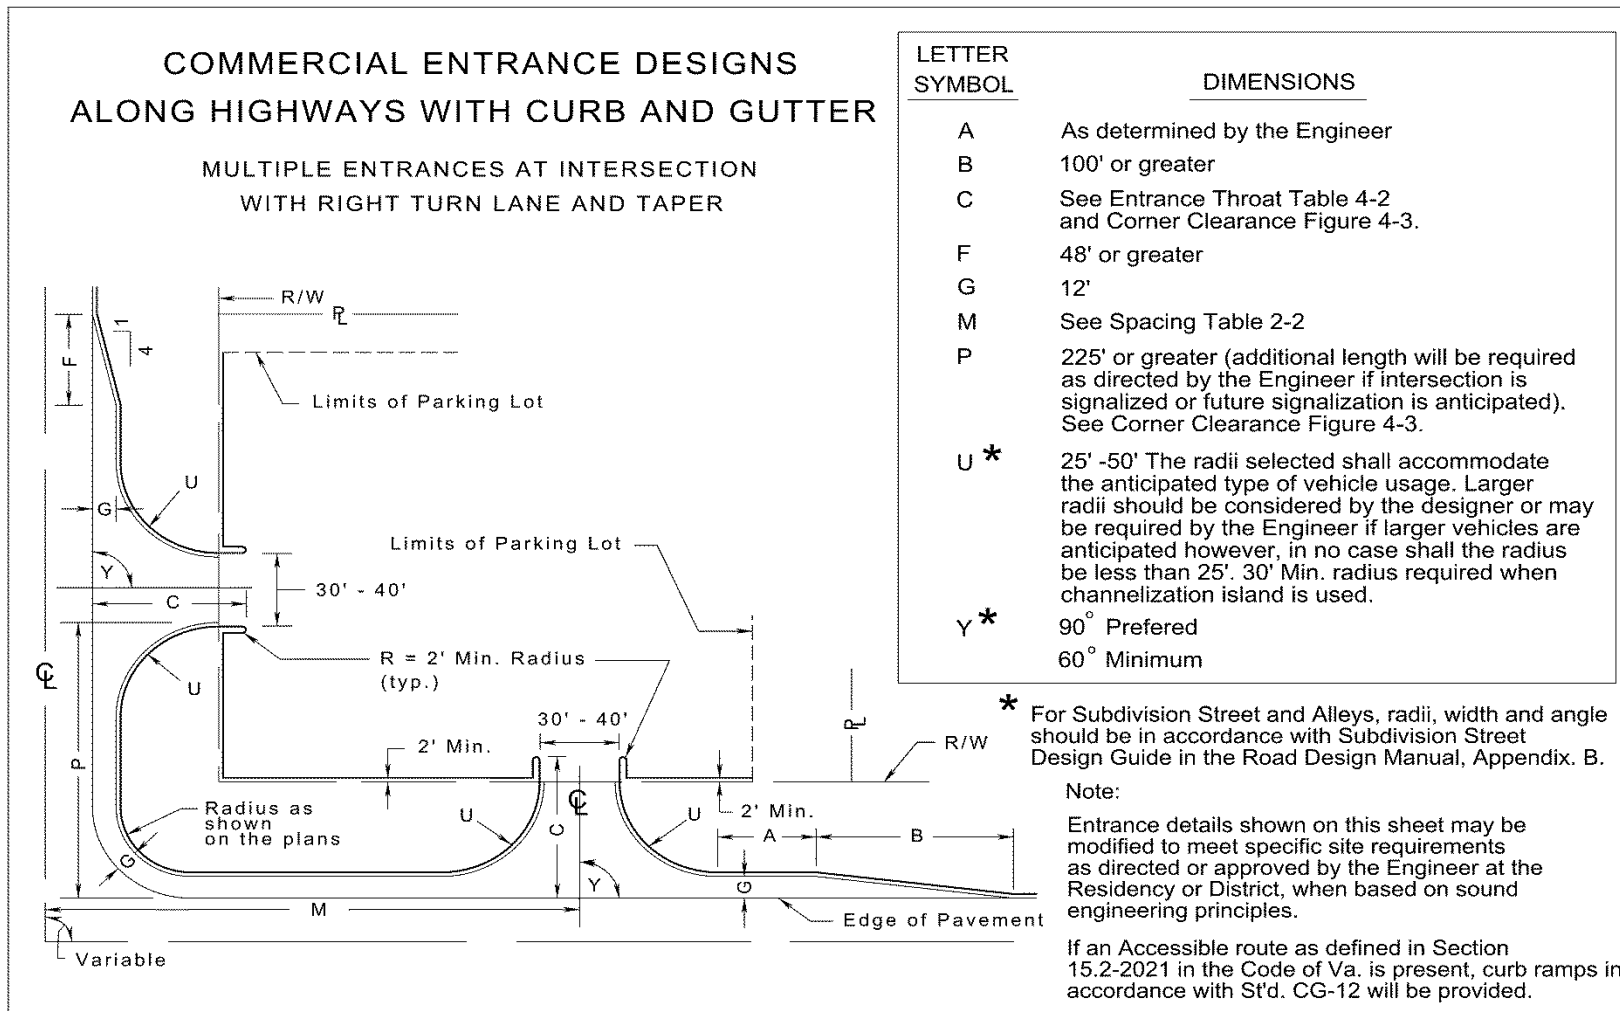 COMMERCIAL ENTRANCE DESIGNS
ALONG HIGHWAYS WITH CURB AND GUTTER
MULTIPLE ENTRANCES AT INTERSECTION
WITH RIGHT TURN LANE AND TAPER
LETTER
SYMBOL
DIMENSIONS
A As determined by the Engineer
B 100' or greater
C See Entrance Throat Table 4-2
and Corner Clearance Figure 4-3.
F 48' or greater
G 12'
M See Spacing Table 2-2
P 225' or greater (additional length will be required
as directed by the Engineer if intersection is
signalized or future signalization is anticipated).
See Corner Clearance Figure 4-3.
U * 25' -50' The radii selected shall accommodate
the anticipated type of vehicle usage. Larger
radii should be considered by the designer or may
be required by the Engineer if larger vehicles are
anticipated however, in no case shall the radius
be less than 25'. 30' Min. radius required when
channelization island is used.
Y * 90° Prefered
60° Minimum
* For Subdivision Street and Alleys, radii, width and angle
should be in accordance with Subdivision Street
Design Guide in the Road Design Manual, Appendix. B.
Note:
Entrance details shown on this sheet may be
modified to meet specific site requirements
as directed or approved by the Engineer at the
Residency or District, when based on sound
engineering principles.
If an Accessible route as defined in Section
15.2-2021 in the Code of Va. is present, curb ramps in
accordance with St'd. CG-12 will be provided.
R/W
PL
1
4
F
Limits of Parking Lot
U
G
Limits of Parking Lot
Y
30' - 40'
C
R = 2' Min. Radius
(typ.)
CL
U
30' - 40'
PL
2' Min.
R/W
P
CL
Radius as
shown
on the plans
U
C
U
2' Min.
A
B
G
Y
G
M
Edge of Pavement
Variable